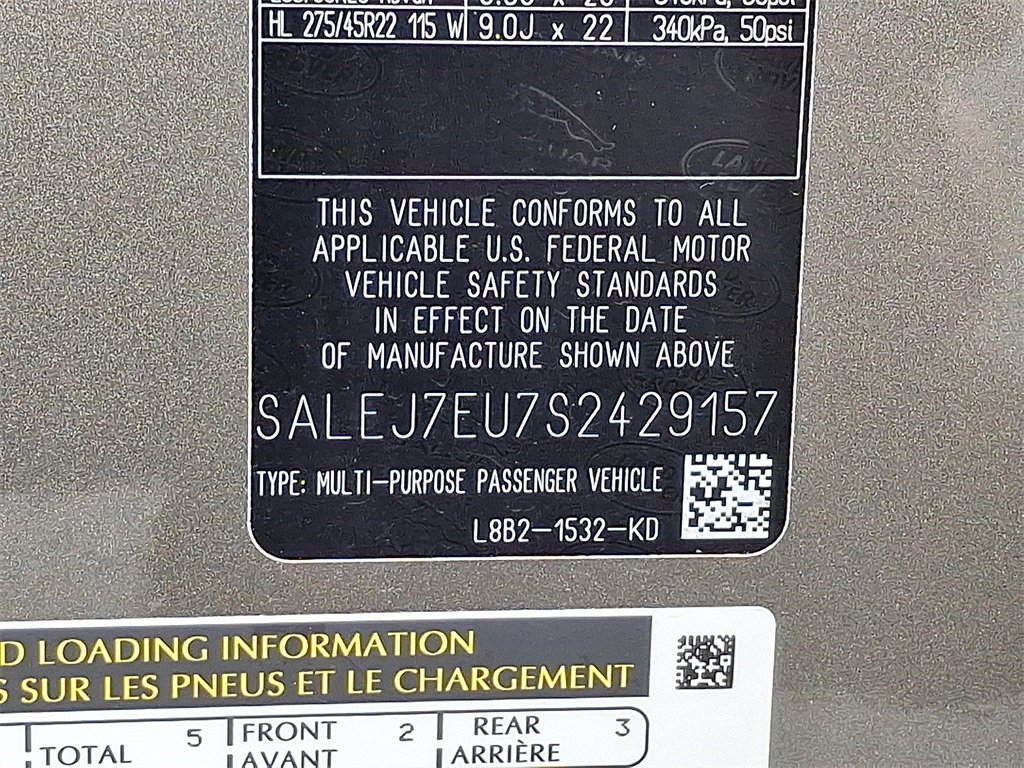 HL 275/45R22 115 W 9.0J x 22 340kPa, 50psi
THIS VEHICLE CONFORMS TO ALL
APPLICABLE U.S. FEDERAL MOTOR
VEHICLE SAFETY STANDARDS
IN EFFECT ON THE DATE
OF MANUFACTURE SHOWN ABOVE
SALEJ7EU7S2429157
TYPE: MULTI-PURPOSE PASSENGER VEHICLE
L8B2-1532-KD
D LOADING INFORMATION
S SUR LES PNEUS ET LE CHARGEMENT
TOTAL 5 FRONT 2 REAR 3
AVANT ARRIÈRE